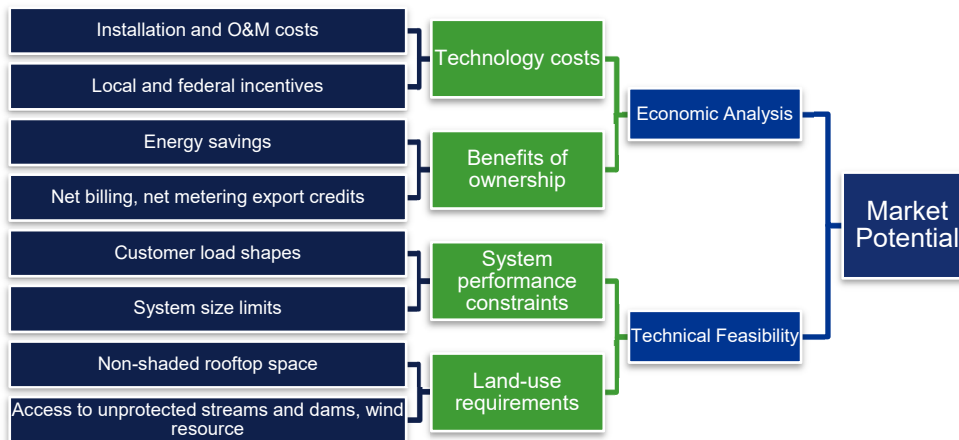 Installation and O&M costs
Local and federal incentives
Energy savings
Net billing, net metering export credits
Customer load shapes
System size limits
Non-shaded rooftop space
Access to unprotected streams and dams, wind
resource
Technology costs
Benefits of
ownership
System
performance
constraints
Land-use
requirements
Economic Analysis
Technical Feasibility
Market
Potential